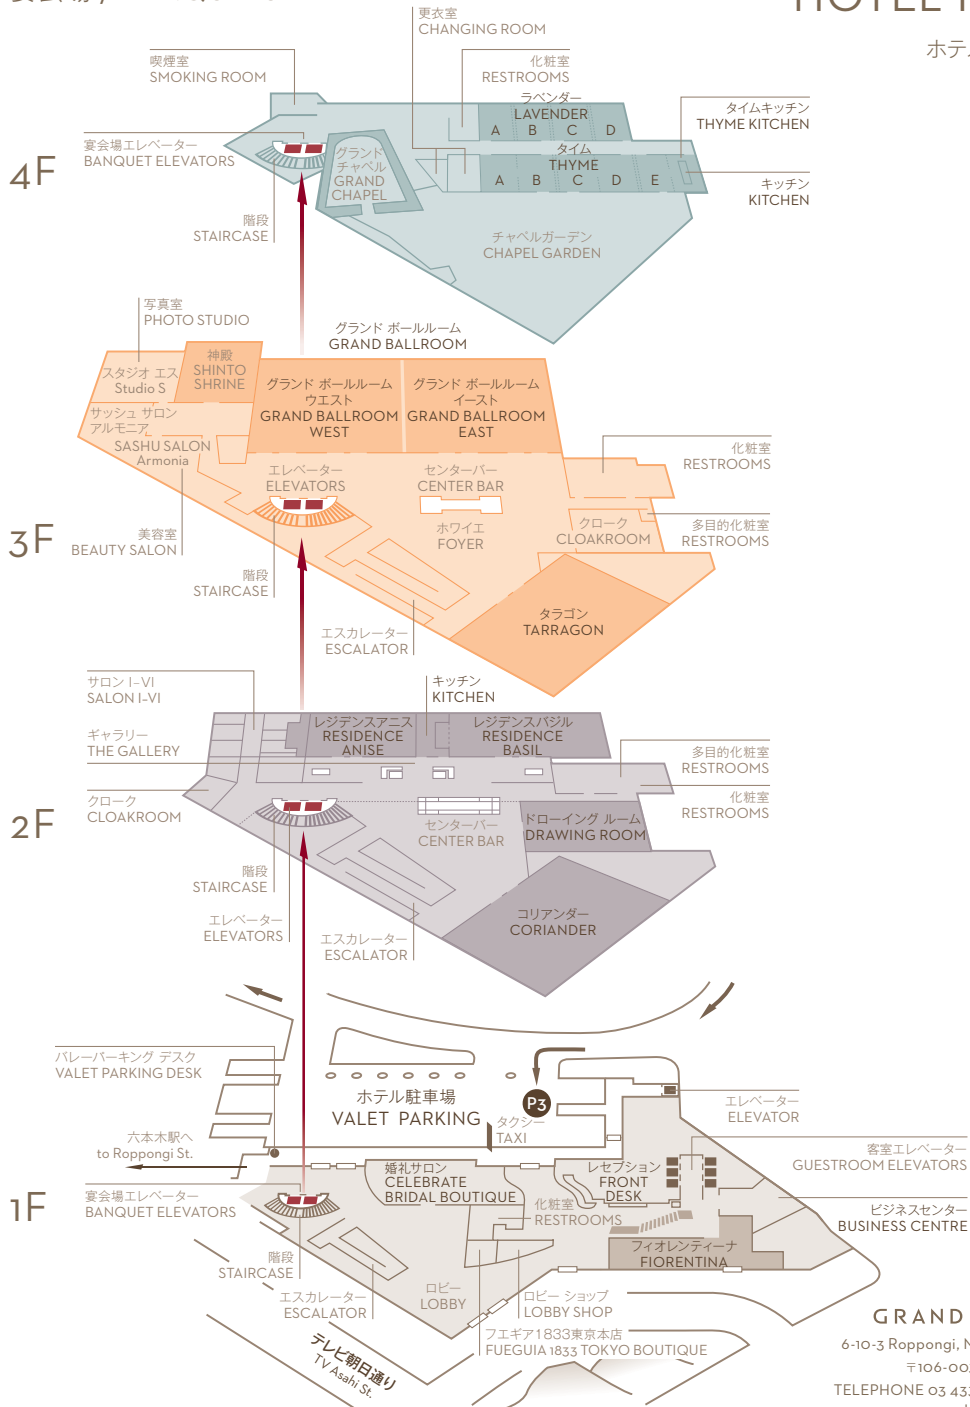 更衣室
CHANGING ROOM
喫煙室
SMOKING ROOM
化粧室
RESTROOMS
ホテル
ラベンダー
LAVENDER
A B C D
タイムキッチン
THYME KITCHEN
宴会場エレベーター
BANQUET ELEVATORS
グランド
チャペル
GRAND
CHAPEL
タイム
THYME
A B C D E
4F
キッチン
KITCHEN
階段
STAIRCASE
チャペルガーデン
CHAPEL GARDEN
写真室
PHOTO STUDIO
グランド ボールルーム
GRAND BALLROOM
スタジオ エス
Studio S
神殿
SHINTO
SHRINE
グランド ボールルーム
ウエスト
GRAND BALLROOM
WEST
グランド ボールルーム
イースト
GRAND BALLROOM
EAST
サッシュ サロン
アルモニア
SASHU SALON
Armonia
化粧室
RESTROOMS
エレベーター
ELEVATORS
センターバー
CENTER BAR
3F
美容室
BEAUTY SALON
ホワイエ
FOYER
クローク
CLOAKROOM
多目的化粧室
RESTROOMS
階段
STAIRCASE
タラゴン
TARRAGON
エスカレーター
ESCALATOR
サロン I-VI
SALON I-VI
キッチン
KITCHEN
ギャラリー
THE GALLERY
レジデンスアニス
RESIDENCE
ANISE
レジデンスバジル
RESIDENCE
BASIL
多目的化粧室
RESTROOMS
クローク
CLOAKROOM
化粧室
RESTROOMS
2F
センターバー
CENTER BAR
ドローイング ルーム
DRAWING ROOM
階段
STAIRCASE
エレベーター
ELEVATORS
コリアンダー
CORIANDER
エスカレーター
ESCALATOR
バレーパーキング デスク
VALET PARKING DESK
ホテル駐車場
VALET PARKING
P3
タクシー
TAXI
エレベーター
ELEVATOR
六本木駅へ
to Roppongi St.
客室エレベーター
GUESTROOM ELEVATORS
婚礼サロン
CELEBRATE
BRIDAL BOUTIQUE
レセプション
FRONT
DESK
1F
宴会場エレベーター
BANQUET ELEVATORS
化粧室
RESTROOMS
ビジネスセンター
BUSINESS CENTRE
フィオレンティーナ
FIORENTINA
階段
STAIRCASE
エスカレーター
ESCALATOR
ロビー
LOBBY
ロビー ショップ
LOBBY SHOP
フエギア1833東京本店
FUEGUIA 1833 TOKYO BOUTIQUE
テレビ朝日通り
TV Asahi St.
GRAND
6-10-3 Roppongi,
〒106-00
TELEPHONE 03 43